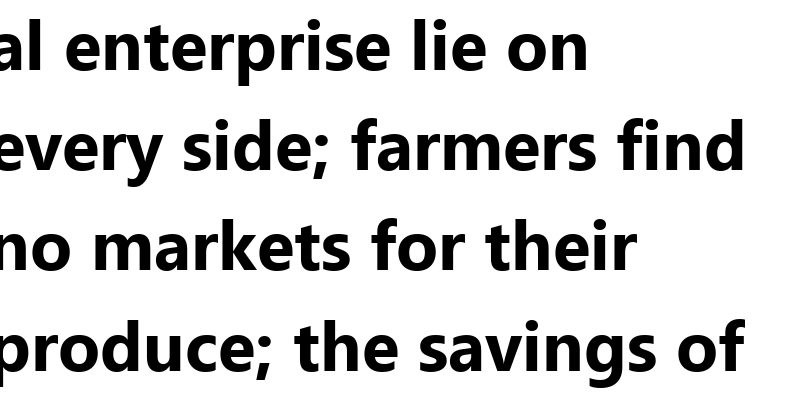 al enterprise lie on
every side; farmers find
no markets for their
produce; the savings of